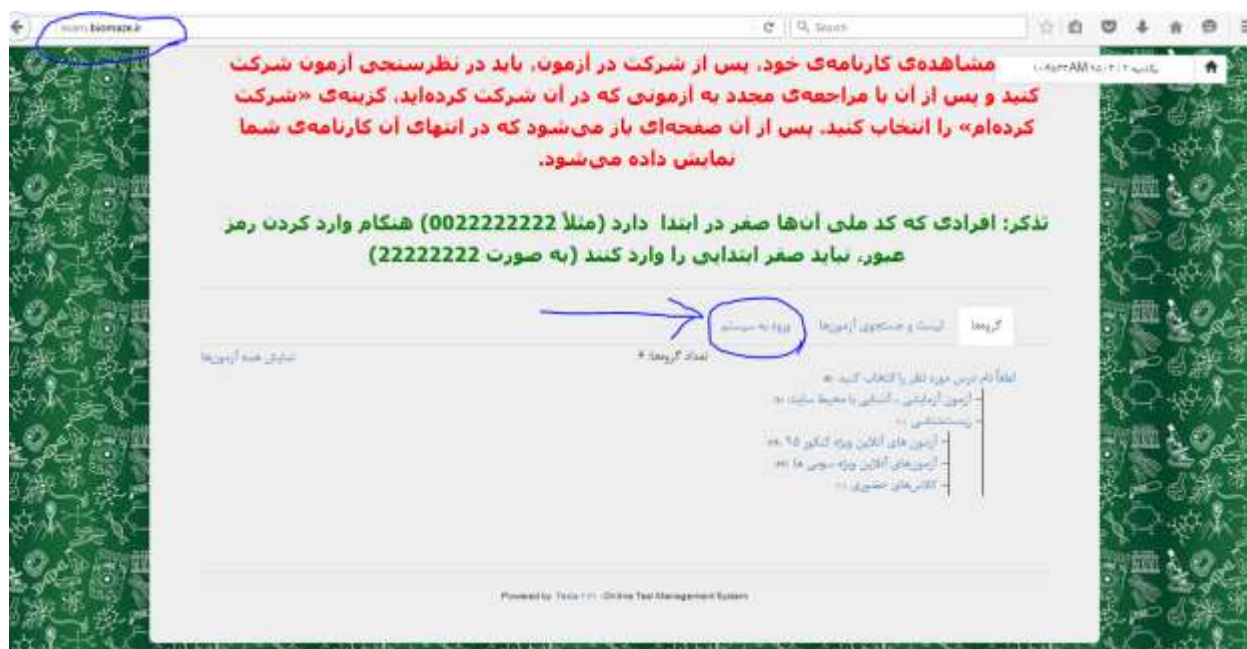 exam.biomaze.ir
Search
مشاهده‌ی کارنامه‌ی خود، پس از شرکت در آزمون، باید در نظرسنجی آزمون شرکت
کنید و پس از آن با مراجعه‌ی مجدد به آزمونی که در آن شرکت کرده‌اید، گزینه‌ی «شرکت
کرده‌ام» را انتخاب کنید. پس از آن صفحه‌ای باز می‌شود که در انتهای آن کارنامه‌ی شما
نمایش داده می‌شود.
تذکر: افرادی که کد ملی آن‌ها صفر در ابتدا دارد (مثلاً 0022222222) هنگام وارد کردن رمز
عبور، نباید صفر ابتدایی را وارد کنند (به صورت 22222222)
گروه‌ها
لیست و جستجوی آزمون‌ها
ورود به سیستم
تعداد گروه‌ها:
نمایش همه آزمون‌ها
لطفاً نام درس مورد نظر را انتخاب کنید
آزمون آزمایشی - آشنایی با محیط سایت
زیست‌شناسی
آزمون های آنلاین ویژه کنکور ۹۵
آزمون‌های آنلاین ویژه سومی ها
کلاس‌های حضوری
Powered by - Online Test Management System